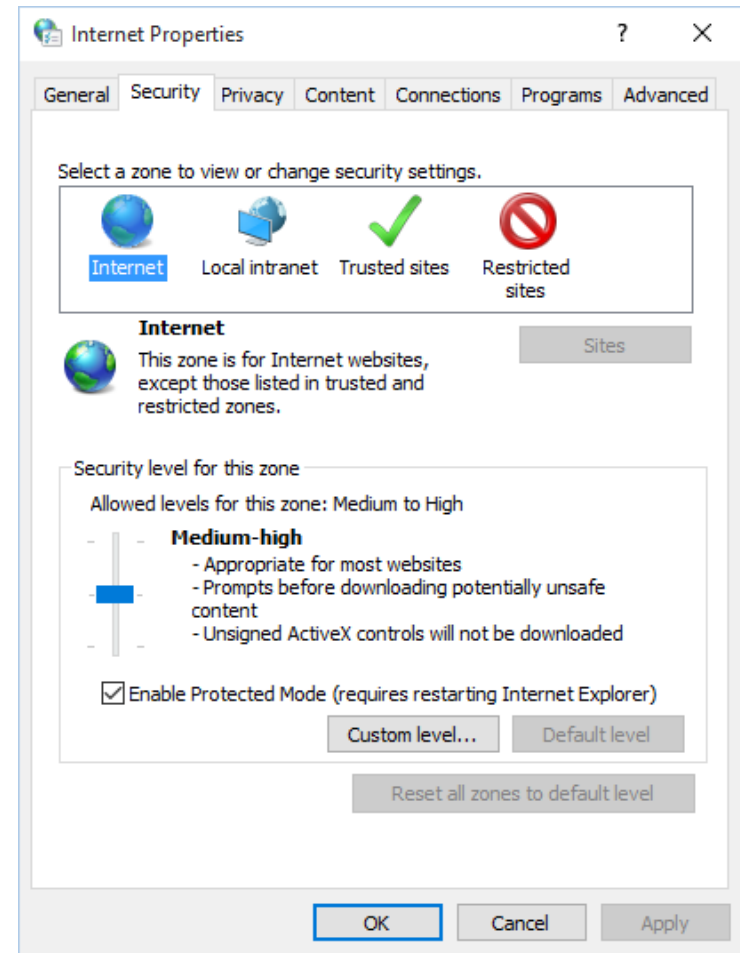 Internet Properties
?
General Security Privacy Content Connections Programs Advanced
Select a zone to view or change security settings.
Internet Local intranet Trusted sites Restricted
sites
Internet
Sites
This zone is for Internet websites,
except those listed in trusted and
restricted zones.
Security level for this zone
Allowed levels for this zone: Medium to High
Medium-high
- Appropriate for most websites
- Prompts before downloading potentially unsafe
content
- Unsigned ActiveX controls will not be downloaded
Enable Protected Mode (requires restarting Internet Explorer)
Custom level... Default level
Reset all zones to default level
OK Cancel Apply